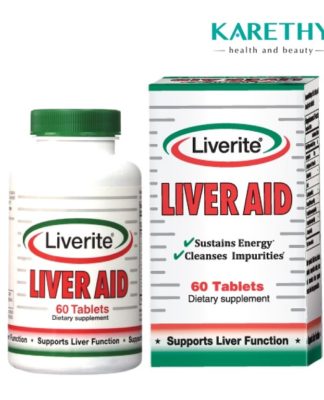 KARETHY
health and beauty
Liverite®
LIVER AID
60 Tablets
Dietary supplement
• Supports Liver Function •
Liverite®
LIVER AID
✓Sustains Energy*
✓Cleanses Impurities*
60 Tablets
Dietary supplement
• Supports Liver Function •